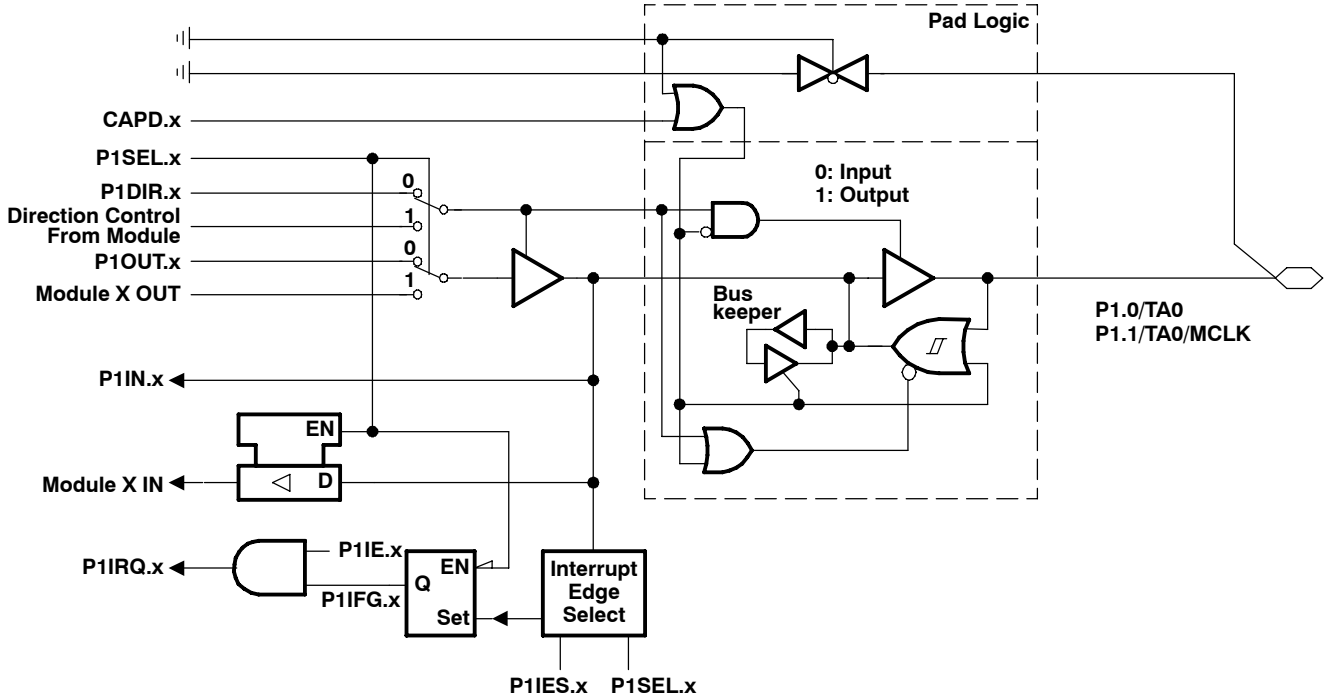 Pad Logic
CAPD.x
P1SEL.x
P1DIR.x
0
Direction Control
From Module
1
P1OUT.x
0
Module X OUT
1
0: Input
1: Output
Bus
keeper
P1.0/TA0
P1.1/TA0/MCLK
P1IN.x
EN
Module X IN
D
P1IRQ.x
P1IE.x
P1IFG.x
EN
Q
Set
Interrupt
Edge
Select
P1IES.x
P1SEL.x